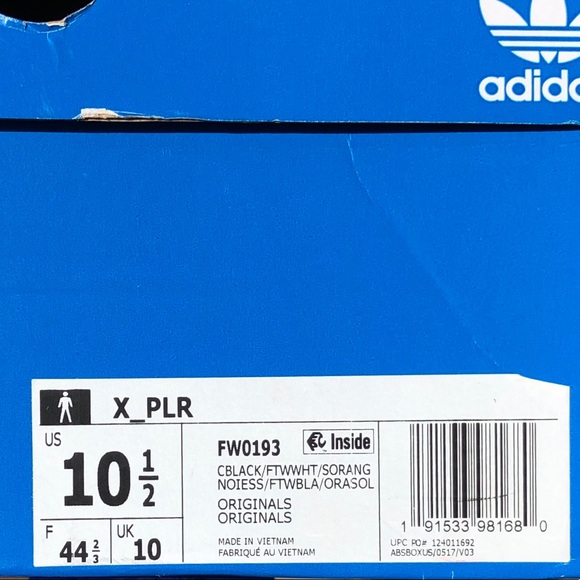 adidas
X_PLR
US
10 1/2
F
44 2/3
UK
10
FW0193
Inside
CBLACK/FTWWHT/SORANG
NOIESS/FTWBLA/ORASOL
ORIGINALS
ORIGINALS
MADE IN VIETNAM
FABRIQUÉ AU VIETNAM
1 91533 98168 0
UPC PO# 124011692
ABSBOXUS/0517/V03